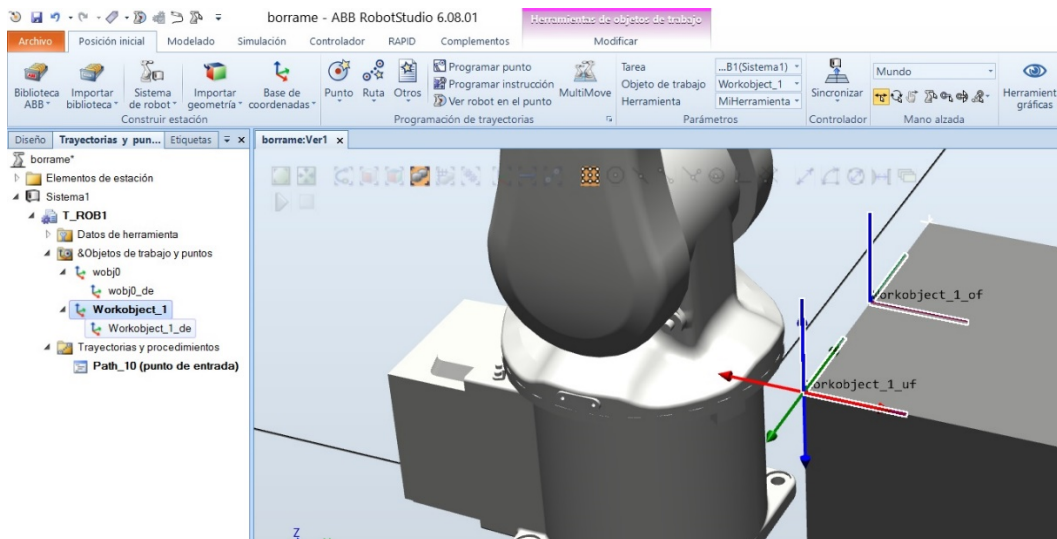 borrame - ABB RobotStudio 6.08.01
Herramientas de objetos de trabajo
Archivo Posición inicial Modelado Simulación Controlador RAPID Complementos Modificar
Biblioteca ABB
Importar biblioteca
Sistema de robot
Importar geometría
Base de coordenadas
Construir estación
Punto Ruta Otros
Programar punto
Programar instrucción
Ver robot en el punto
MultiMove
Programación de trayectorias
Tarea ...B1(Sistema1)
Objeto de trabajo Workobject_1
Herramienta MiHerramienta
Parámetros
Sincronizar
Controlador
Mundo
Mano alzada
Herramient
gráficas
Diseño Trayectorias y pun... Etiquetas
borrame:Ver1
borrame*
Elementos de estación
Sistema1
T_ROB1
Datos de herramienta
&Objetos de trabajo y puntos
wobj0
wobj0_de
Workobject_1
Workobject_1_de
Trayectorias y procedimientos
Path_10 (punto de entrada)
orkobject_1_of
orkobject_1_uf
Z